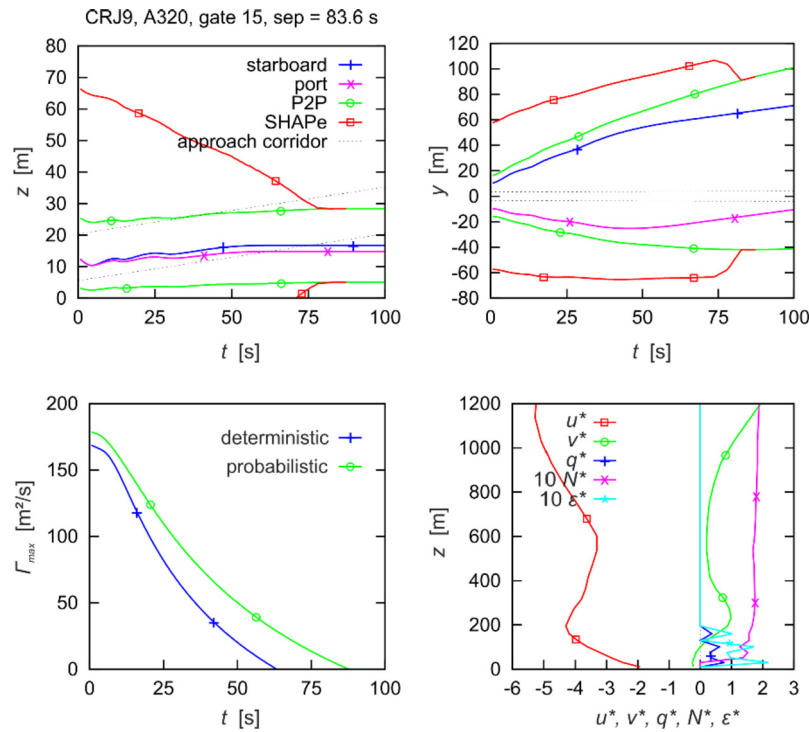 CRJ9, A320, gate 15, sep = 83.6 s
80
70
60
50
40
30
20
10
0
z [m]
starboard
port
P2P
SHAPe
approach corridor
0 25 50 75 100
t [s]
120
100
80
60
40
20
0
-20
-40
-60
-80
y [m]
0 25 50 75 100
t [s]
200
150
100
50
0
Γmax [m²/s]
deterministic
probabilistic
0 25 50 75 100
t [s]
1200
1000
800
600
400
200
0
z [m]
u*
v*
q*
10 N*
10 ε*
-6 -5 -4 -3 -2 -1 0 1 2 3
u*, v*, q*, N*, ε*